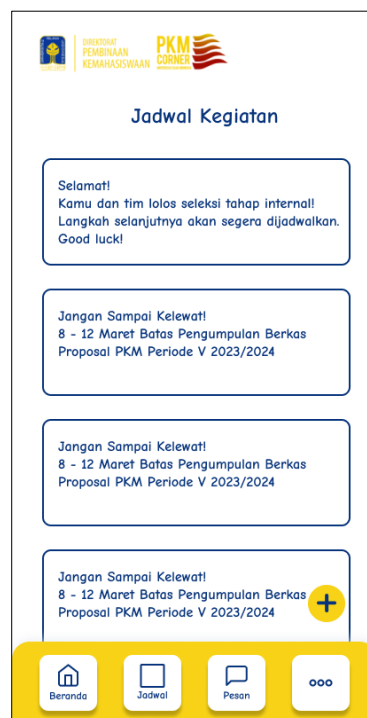 DIREKTORAT
PEMBINAAN
KEMAHASISWAAN
PKM
CORNER
Jadwal Kegiatan
Selamat!
Kamu dan tim lolos seleksi tahap internal!
Langkah selanjutnya akan segera dijadwalkan.
Good luck!
Jangan Sampai Kelewat!
8 - 12 Maret Batas Pengumpulan Berkas
Proposal PKM Periode V 2023/2024
Jangan Sampai Kelewat!
8 - 12 Maret Batas Pengumpulan Berkas
Proposal PKM Periode V 2023/2024
Jangan Sampai Kelewat!
8 - 12 Maret Batas Pengumpulan Berkas
Proposal PKM Periode V 2023/2024
Beranda
Jadwal
Pesan